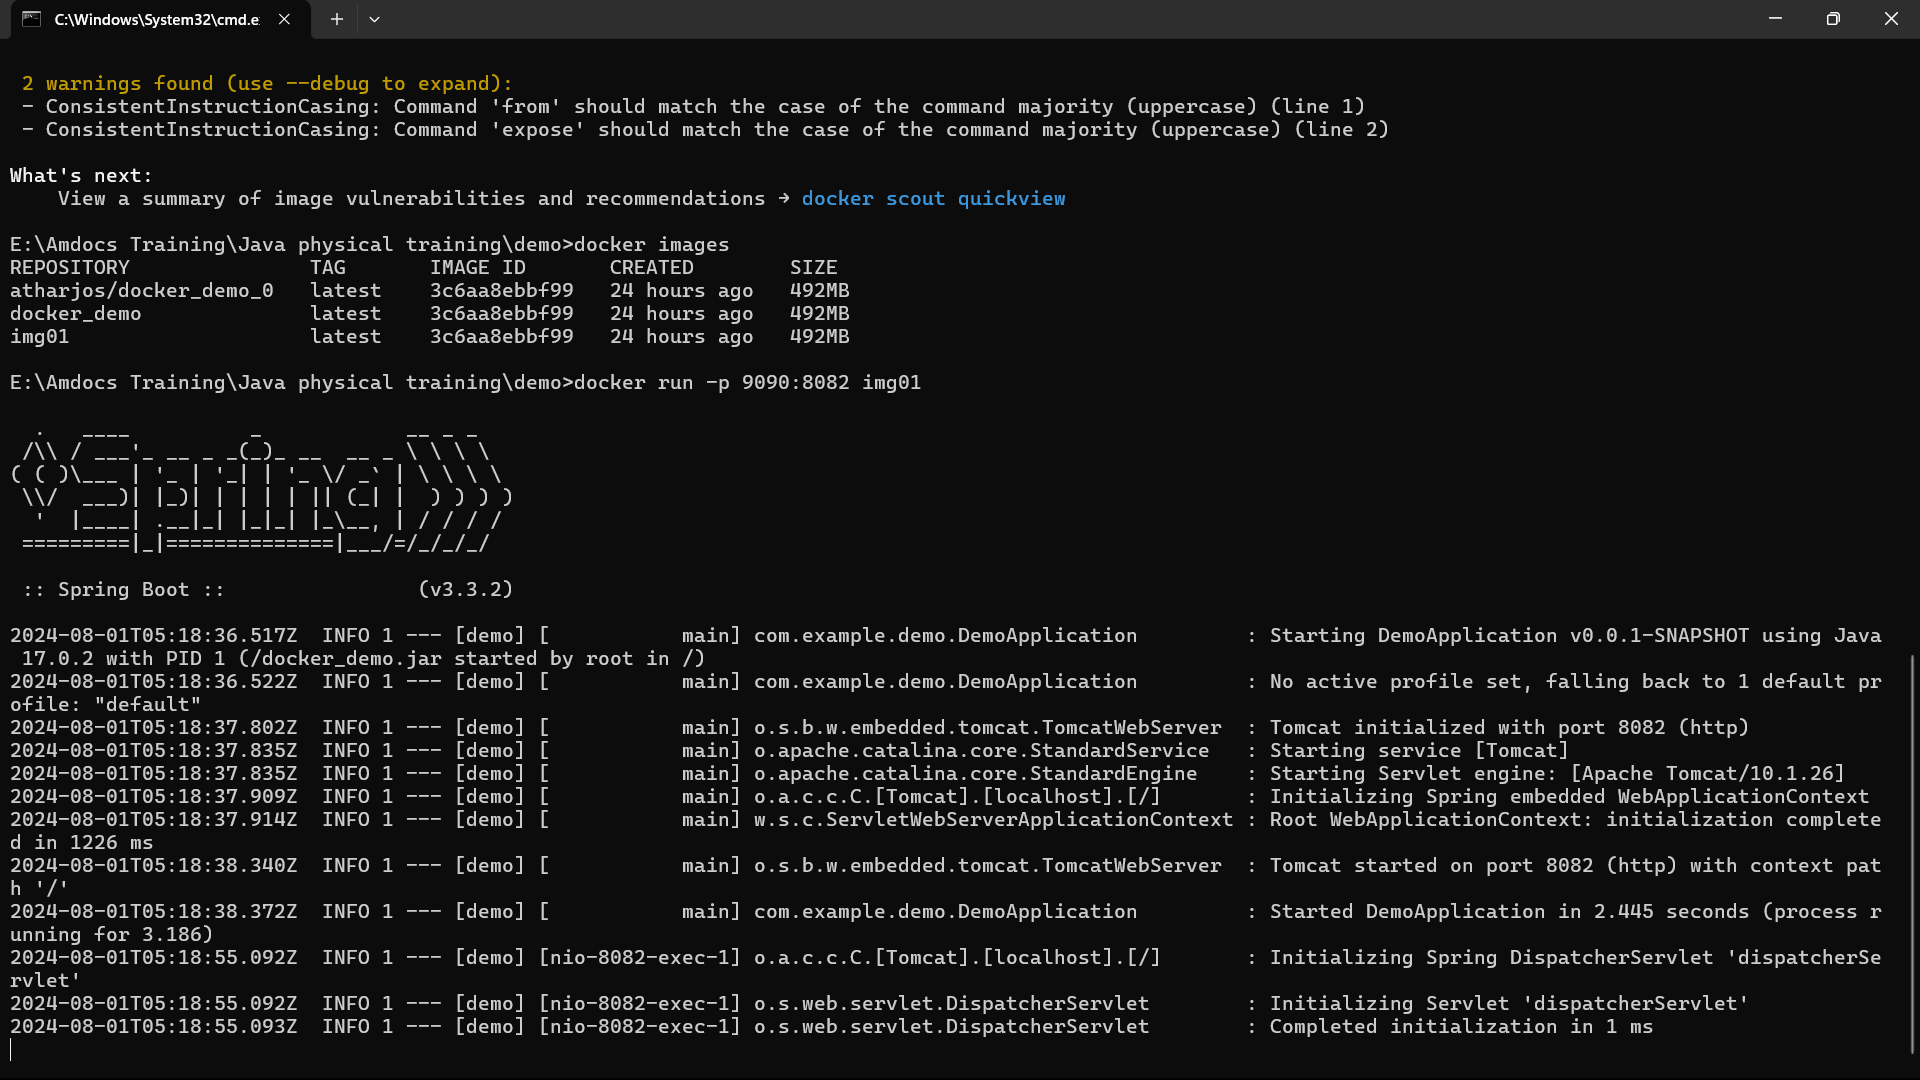 C:\Windows\System32\cmd.e
2 warnings found (use --debug to expand):
- ConsistentInstructionCasing: Command 'from' should match the case of the command majority (uppercase) (line 1)
- ConsistentInstructionCasing: Command 'expose' should match the case of the command majority (uppercase) (line 2)
What's next:
View a summary of image vulnerabilities and recommendations → docker scout quickview
E:\Amdocs Training\Java physical training\demo>docker images
REPOSITORY TAG IMAGE ID CREATED SIZE
atharjos/docker_demo_0 latest 3c6aa8ebbf99 24 hours ago 492MB
docker_demo latest 3c6aa8ebbf99 24 hours ago 492MB
img01 latest 3c6aa8ebbf99 24 hours ago 492MB
E:\Amdocs Training\Java physical training\demo>docker run -p 9090:8082 img01
  .   ____          _            __ _ _
 /\\ / ___'_ __ _ _(_)_ __  __ _ \ \ \ \
( ( )\___ | '_ | '_| | '_ \/ _` | \ \ \ \
 \\/  ___)| |_)| | | | | || (_| |  ) ) ) )
  '  |____| .__|_| |_|_| |_\__, | / / / /
 =========|_|==============|___/=/_/_/_/
:: Spring Boot :: (v3.3.2)
2024-08-01T05:18:36.517Z INFO 1 --- [demo] [ main] com.example.demo.DemoApplication : Starting DemoApplication v0.0.1-SNAPSHOT using Java
17.0.2 with PID 1 (/docker_demo.jar started by root in /)
2024-08-01T05:18:36.522Z INFO 1 --- [demo] [ main] com.example.demo.DemoApplication : No active profile set, falling back to 1 default pr
ofile: "default"
2024-08-01T05:18:37.802Z INFO 1 --- [demo] [ main] o.s.b.w.embedded.tomcat.TomcatWebServer : Tomcat initialized with port 8082 (http)
2024-08-01T05:18:37.835Z INFO 1 --- [demo] [ main] o.apache.catalina.core.StandardService : Starting service [Tomcat]
2024-08-01T05:18:37.835Z INFO 1 --- [demo] [ main] o.apache.catalina.core.StandardEngine : Starting Servlet engine: [Apache Tomcat/10.1.26]
2024-08-01T05:18:37.909Z INFO 1 --- [demo] [ main] o.a.c.c.C.[Tomcat].[localhost].[/] : Initializing Spring embedded WebApplicationContext
2024-08-01T05:18:37.914Z INFO 1 --- [demo] [ main] w.s.c.ServletWebServerApplicationContext : Root WebApplicationContext: initialization complete
d in 1226 ms
2024-08-01T05:18:38.340Z INFO 1 --- [demo] [ main] o.s.b.w.embedded.tomcat.TomcatWebServer : Tomcat started on port 8082 (http) with context pat
h '/'
2024-08-01T05:18:38.372Z INFO 1 --- [demo] [ main] com.example.demo.DemoApplication : Started DemoApplication in 2.445 seconds (process r
unning for 3.186)
2024-08-01T05:18:55.092Z INFO 1 --- [demo] [nio-8082-exec-1] o.a.c.c.C.[Tomcat].[localhost].[/] : Initializing Spring DispatcherServlet 'dispatcherSe
rvlet'
2024-08-01T05:18:55.092Z INFO 1 --- [demo] [nio-8082-exec-1] o.s.web.servlet.DispatcherServlet : Initializing Servlet 'dispatcherServlet'
2024-08-01T05:18:55.093Z INFO 1 --- [demo] [nio-8082-exec-1] o.s.web.servlet.DispatcherServlet : Completed initialization in 1 ms